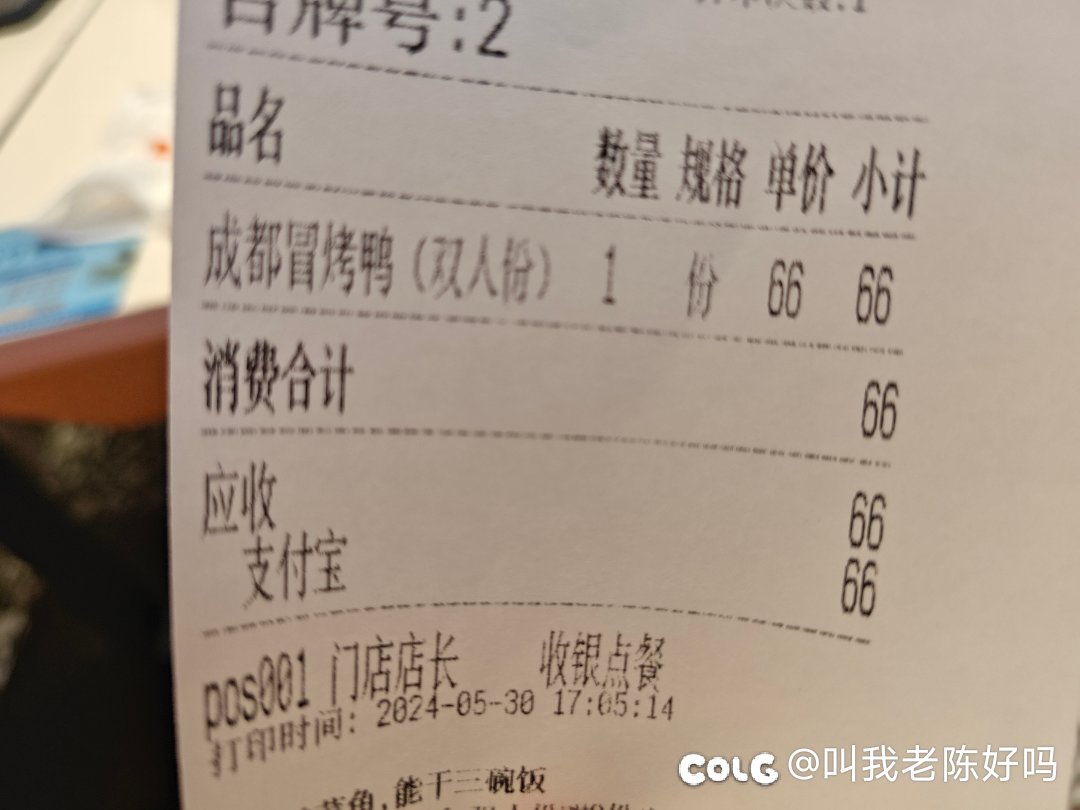 台牌号:2
品名 数量 规格 单价 小计
成都冒烤鸭（双人份） 1 份 66 66
消费合计 66
应收 66
支付宝 66
pos001 门店店长 收银点餐
打印时间: 2024-05-30 17:05:14
菜鱼,能干三碗饭
COLG @叫我老陈好吗